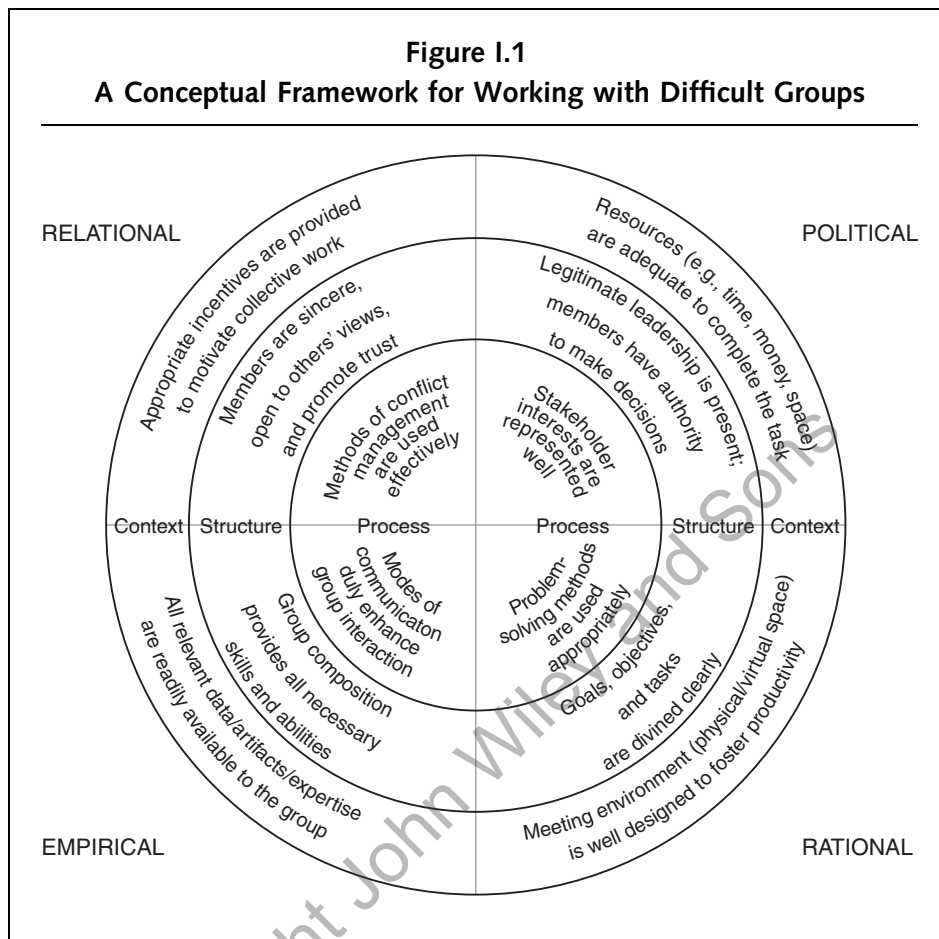 Figure I.1
A Conceptual Framework for Working with Difficult Groups
RELATIONAL
POLITICAL
Appropriate incentives are provided
to motivate collective work
Members are sincere,
open to others’ views,
and promote trust
Methods of conflict
management
are used
effectively
Resources (e.g., time, money, space)
are adequate to complete the task
Legitimate leadership is present;
members have authority
to make decisions
Stakeholder
interests are
represented
well
Context
Structure
Process
Process
Structure
Context
Modes of
communicaton
duly enhance
group interaction
Group composition
provides all necessary
skills and abilities
All relevant data/artifacts/expertise
are readily available to the group
Problem-
solving methods
are used
appropriately
Goals, objectives,
and tasks
are divined clearly
Meeting environment (physical/virtual space)
is well designed to foster productivity
EMPIRICAL
RATIONAL
ht John Wiley and Sons